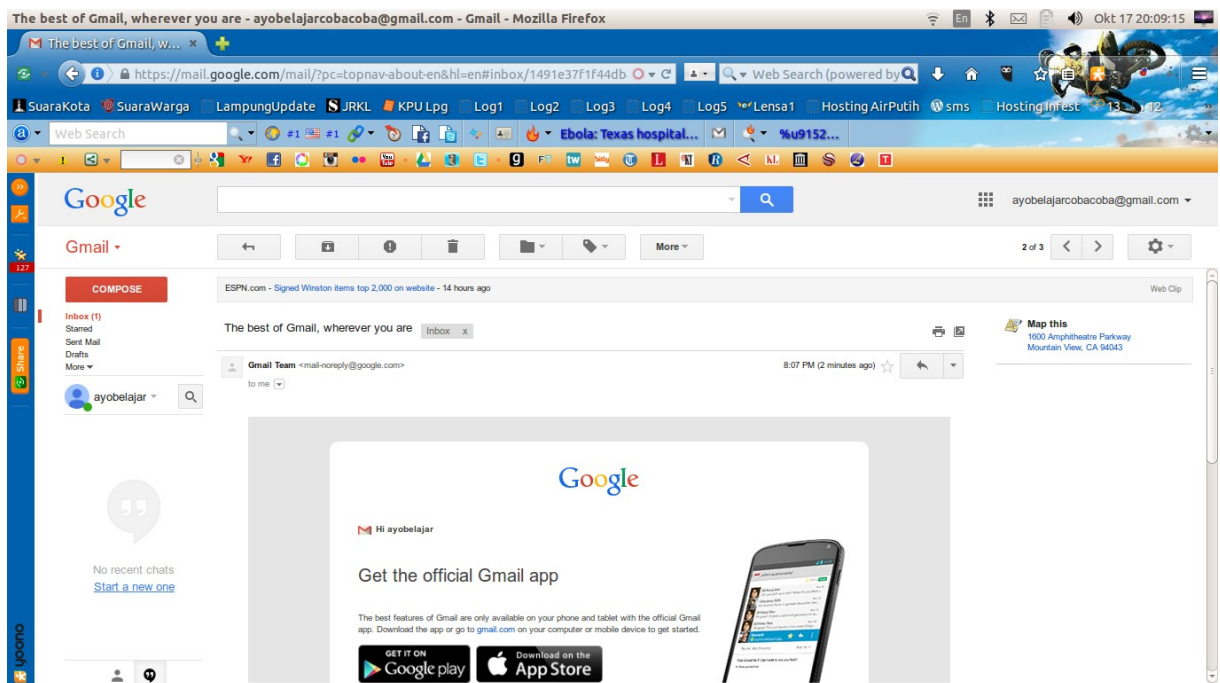 The best of Gmail, wherever you are - ayobelajarcobacoba@gmail.com - Gmail - Mozilla Firefox
En
Okt 17 20:09:15
The best of Gmail, w... ×
https://mail.google.com/mail/?pc=topnav-about-en&hl=en#inbox/1491e37f1f44db
Web Search (powered by
SuaraKota SuaraWarga LampungUpdate JRKL KPU Lpg Log1 Log2 Log3 Log4 Log5 Lensa1 Hosting AirPutih sms Hosting Infest 13 12
Web Search #1 #1 Ebola: Texas hospital... %u9152...
Google
ayobelajarcobacoba@gmail.com
127
Gmail
More
2 of 3
COMPOSE
ESPN.com - Signed Winston items top 2,000 on website - 14 hours ago
Web Clip
Inbox (1)
Starred
Sent Mail
Drafts
More
The best of Gmail, wherever you are Inbox x
Map this
1600 Amphitheatre Parkway
Mountain View, CA 94043
Share
Gmail Team <mail-noreply@google.com>
8:07 PM (2 minutes ago)
to me
ayobelajar
Google
Hi ayobelajar
Get the official Gmail app
The best features of Gmail are only available on your phone and tablet with the official Gmail
app. Download the app or go to gmail.com on your computer or mobile device to get started.
GET IT ON
Google play
Download on the
App Store
No recent chats
Start a new one
yoono